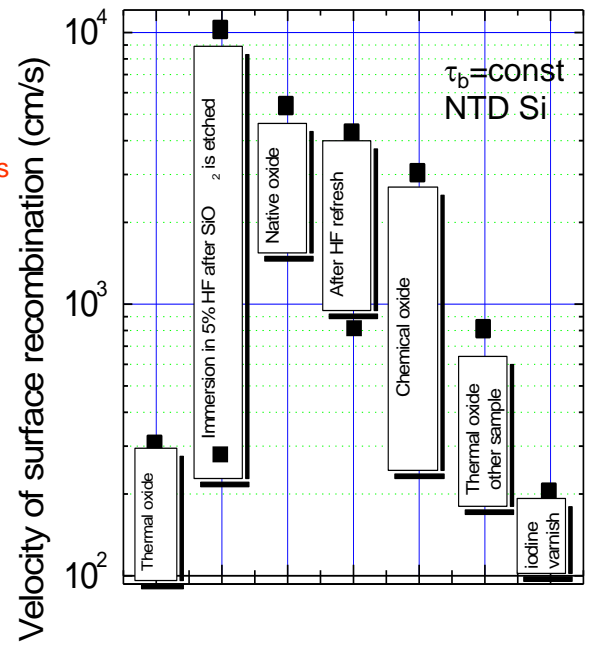 Velocity of surface recombination (cm/s)
s
10⁴
10³
10²
τb=const
NTD Si
Thermal oxide
Immersion in 5% HF after SiO₂ is etched
Native oxide
After HF refresh
Chemical oxide
Thermal oxide
other sample
iodine
varnish